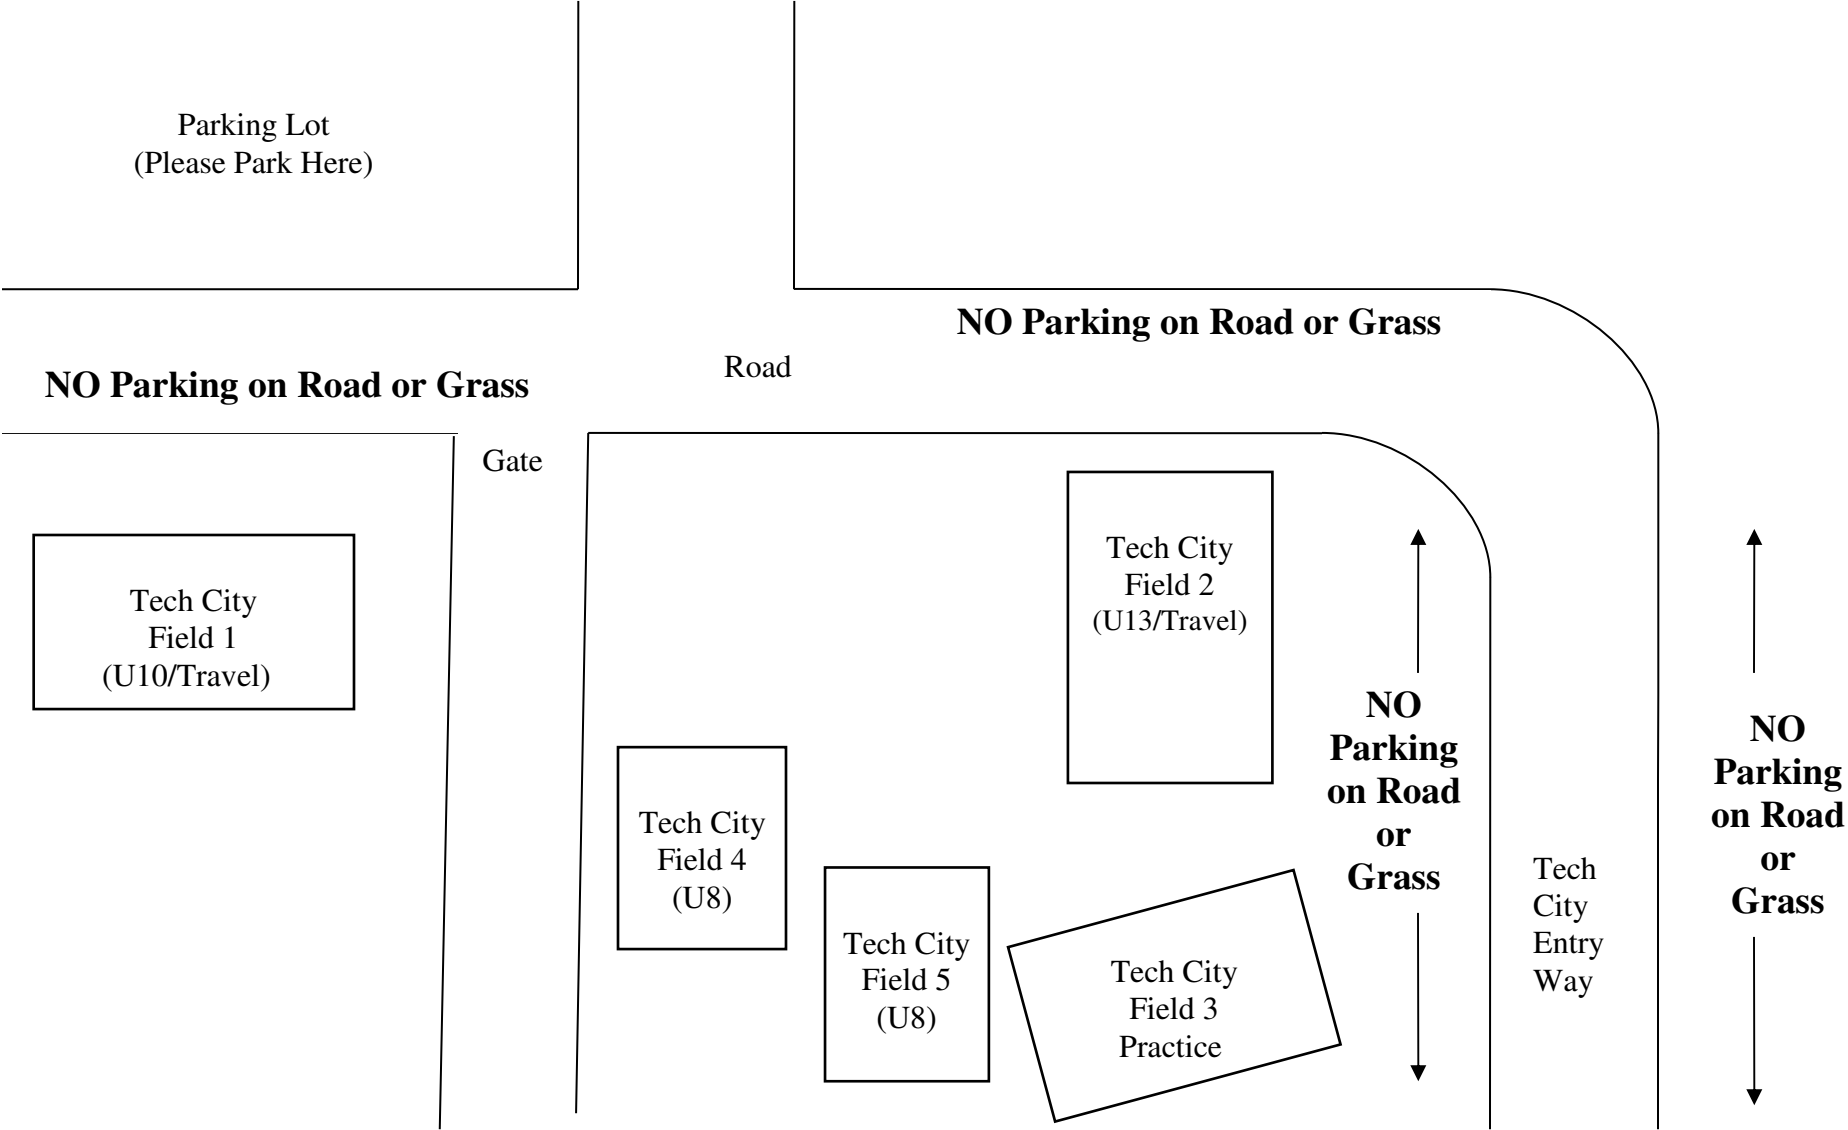 Parking Lot
(Please Park Here)
NO Parking on Road or Grass
Road
NO Parking on Road or Grass
Gate
Tech City
Field 1
(U10/Travel)
Tech City
Field 2
(U13/Travel)
Tech City
Field 4
(U8)
Tech City
Field 5
(U8)
Tech City
Field 3
Practice
NO
Parking
on Road
or
Grass
Tech
City
Entry
Way
NO
Parking
on Road
or
Grass